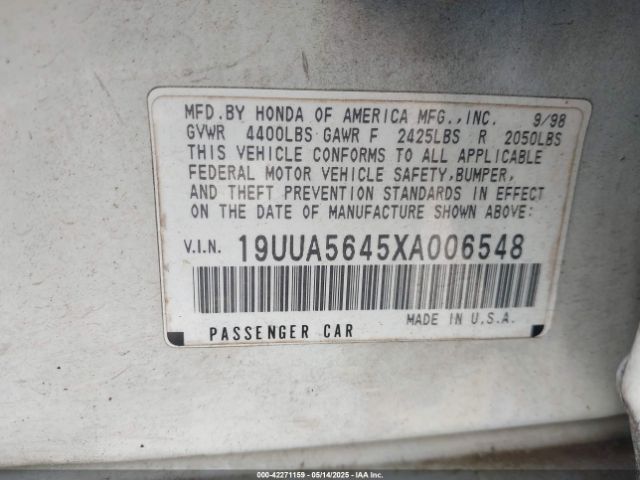 MFD.BY HONDA OF AMERICA MFG.,INC. 9/98
GVWR 4400LBS GAWR F 2425LBS R 2050LBS
THIS VEHICLE CONFORMS TO ALL APPLICABLE
FEDERAL MOTOR VEHICLE SAFETY,BUMPER,
AND THEFT PREVENTION STANDARDS IN EFFECT
ON THE DATE OF MANUFACTURE SHOWN ABOVE:
V.I.N. 19UUA5645XA006548
PASSENGER CAR MADE IN U.S.A.
000-42271159 — 05/14/2025 — IAA Inc.